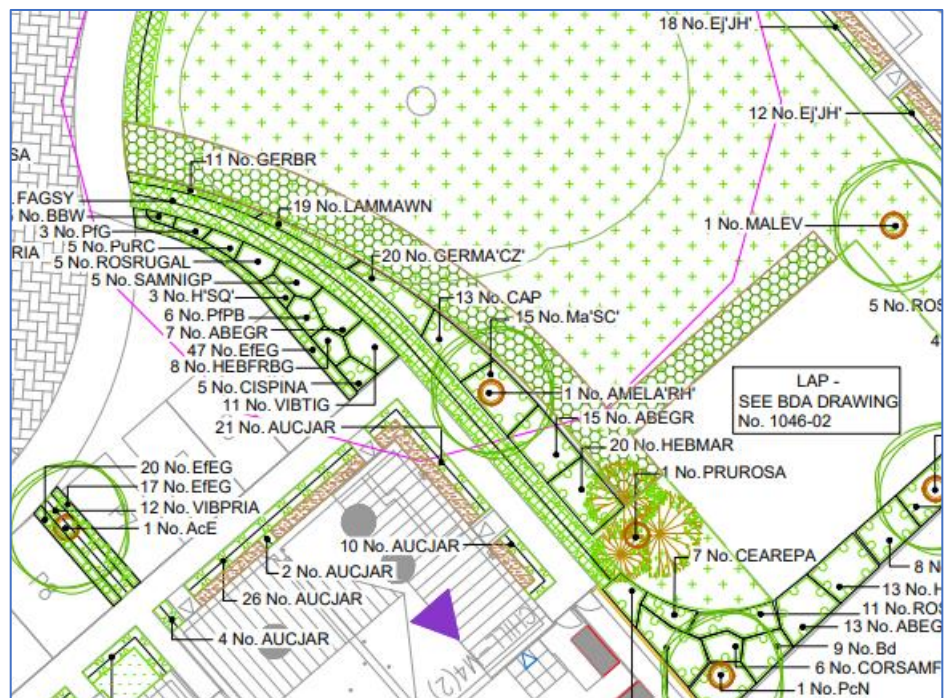 18 No.Ej'JH'
12 No.Ej'JH'
SA
11 No. GERBR
. FAGSY
19 No. LAMMAWN
No.BBW
1 No. MALEV
3 No. PfG
RIA
5 No. PuRC
20 No. GERMA'CZ'
5 No. ROSRUGAL
5 No. SAMNIGP
13 No. CAP
3 No. H'SQ'
15 No. Ma'SC'
5 No. ROS
6 No. PfPB
7 No. ABEGR
4
47 No. EfEG
8 No. HEBFRBG
LAP -
SEE BDA DRAWING
No. 1046-02
5 No. CISPINA
1 No. AMELA'RH'
11 No. VIBTIG
15 No. ABEGR
21 No. AUCJAR
20 No. HEBMAR
20 No. EfEG
1 No. PRUROSA
17 No. EfEG
12 No. VIBPRIA
1 No. AcE
10 No. AUCJAR
7 No. CEAREPA
2 No. AUCJAR
8 N
26 No. AUCJAR
13 No. H
11 No. ROS
4 No. AUCJAR
13 No. ABEG
M4(2)
9 No. Bd
6 No. CORSAMF
1 No. PcN